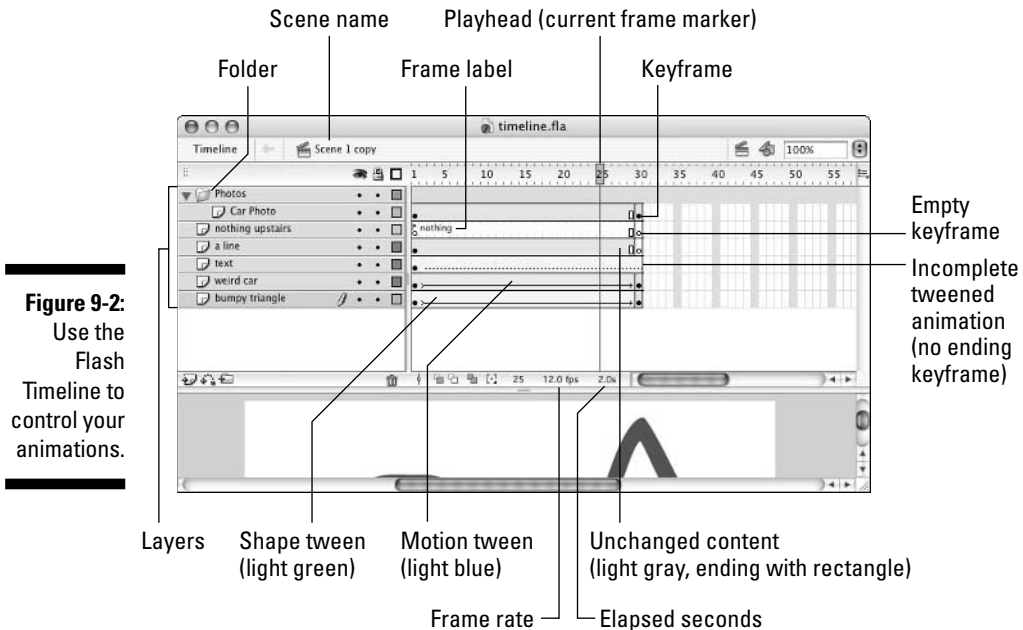 Scene name
Playhead (current frame marker)
Folder
Frame label
Keyframe
timeline.fla
Timeline
Scene 1 copy
100%
1 5 10 15 20 25 30 35 40 45 50 55
Photos
Car Photo
nothing upstairs
nothing
a line
text
weird car
bumpy triangle
25 12.0 fps 2.0s
Empty
keyframe
Incomplete
tweened
animation
(no ending
keyframe)
Figure 9-2:
Use the
Flash
Timeline to
control your
animations.
Layers
Shape tween
(light green)
Motion tween
(light blue)
Unchanged content
(light gray, ending with rectangle)
Frame rate
Elapsed seconds